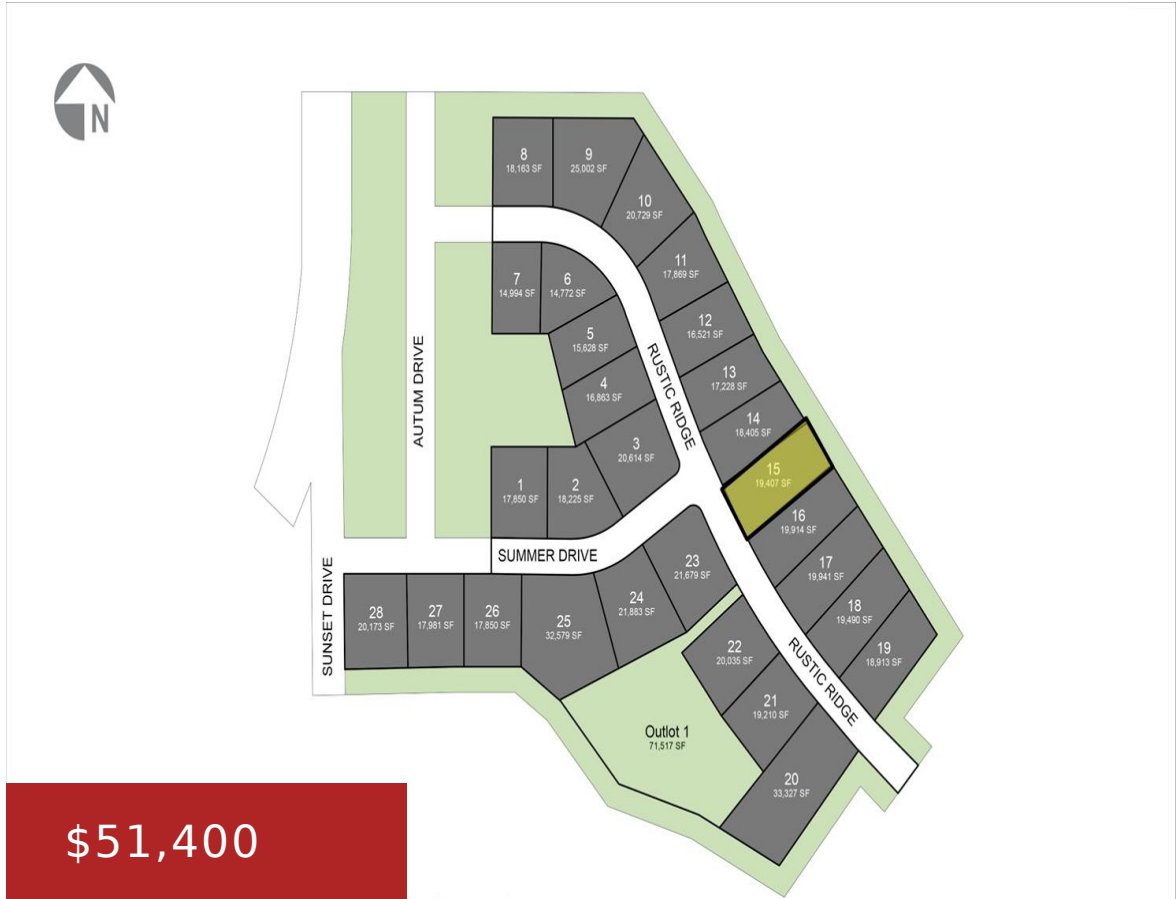 N
8
18,163 SF
9
25,002 SF
10
20,729 SF
11
17,869 SF
7
14,994 SF
6
14,772 SF
12
16,521 SF
5
15,628 SF
13
17,228 SF
4
16,863 SF
14
18,405 SF
3
20,614 SF
RUSTIC RIDGE
AUTUM DRIVE
15
19,407 SF
1
17,850 SF
2
18,225 SF
16
19,914 SF
SUMMER DRIVE
23
21,679 SF
17
19,941 SF
SUNSET DRIVE
28
20,173 SF
27
17,981 SF
26
17,850 SF
25
32,579 SF
24
21,883 SF
18
19,490 SF
22
20,035 SF
19
18,913 SF
RUSTIC RIDGE
21
19,210 SF
Outlot 1
71,517 SF
20
33,327 SF
$51,400